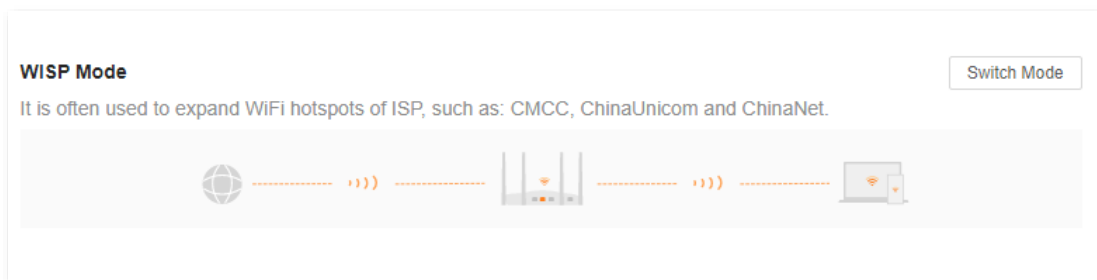 WISP Mode
Switch Mode
It is often used to expand WiFi hotspots of ISP, such as: CMCC, ChinaUnicom and ChinaNet.